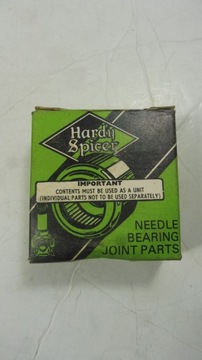 Hardy
Spicer
IMPORTANT
CONTENTS MUST BE USED AS A UNIT
(INDIVIDUAL PARTS NOT TO BE USED SEPARATELY)
NEEDLE
BEARING
JOINT PARTS